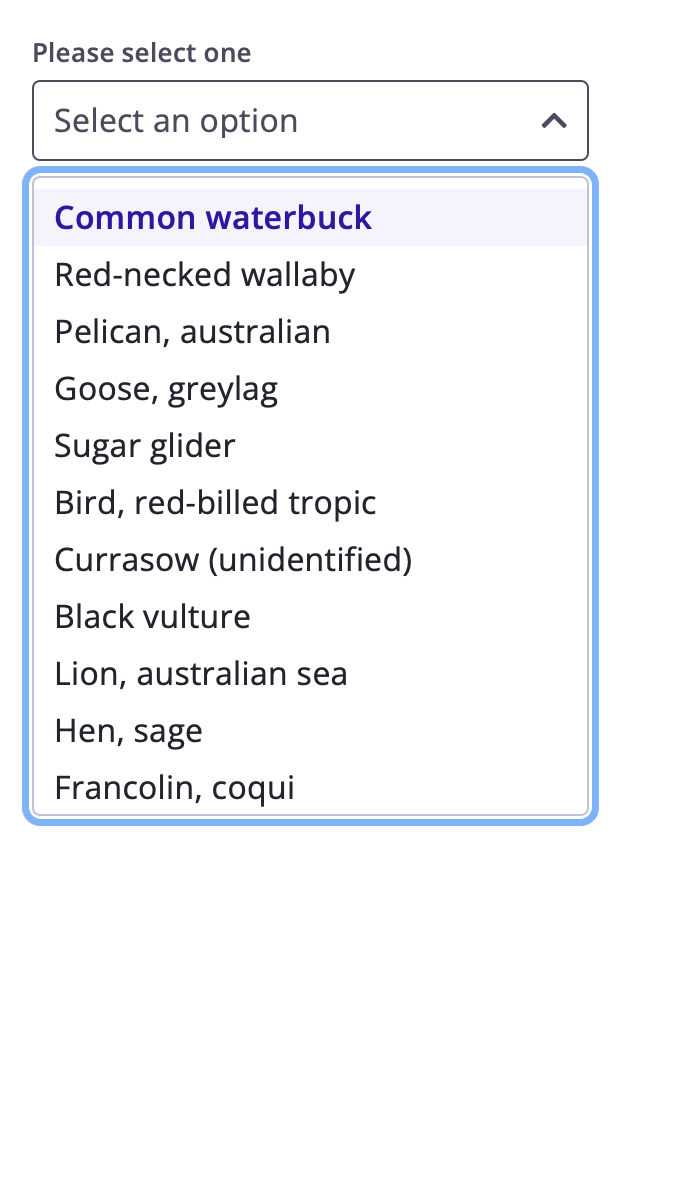 Please select one
Select an option
Common waterbuck
Red-necked wallaby
Pelican, australian
Goose, greylag
Sugar glider
Bird, red-billed tropic
Currasow (unidentified)
Black vulture
Lion, australian sea
Hen, sage
Francolin, coqui